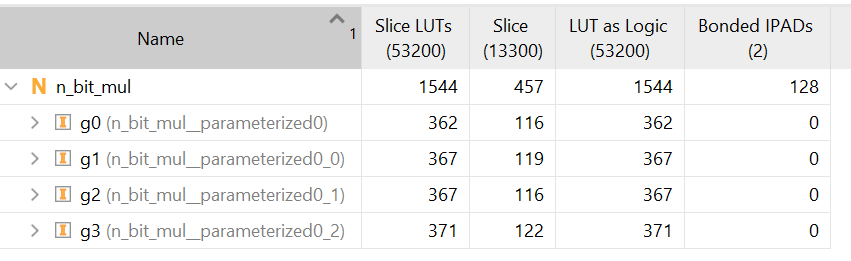 Name 1 Slice LUTs (53200) Slice (13300) LUT as Logic (53200) Bonded IPADs (2)
N n_bit_mul 1544 457 1544 128
I g0 (n_bit_mul__parameterized0) 362 116 362 0
I g1 (n_bit_mul__parameterized0_0) 367 119 367 0
I g2 (n_bit_mul__parameterized0_1) 367 116 367 0
I g3 (n_bit_mul__parameterized0_2) 371 122 371 0